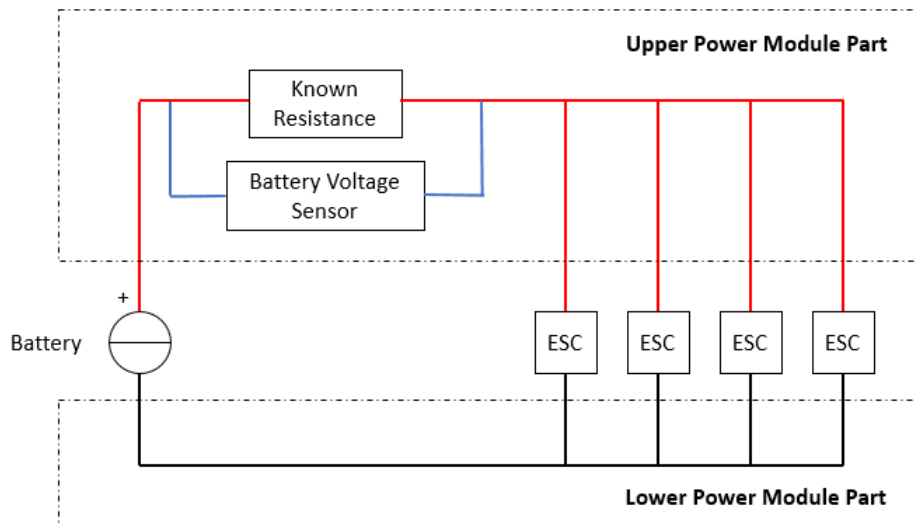 Upper Power Module Part
Known
Resistance
Battery Voltage
Sensor
+
Battery
ESC
ESC
ESC
ESC
Lower Power Module Part